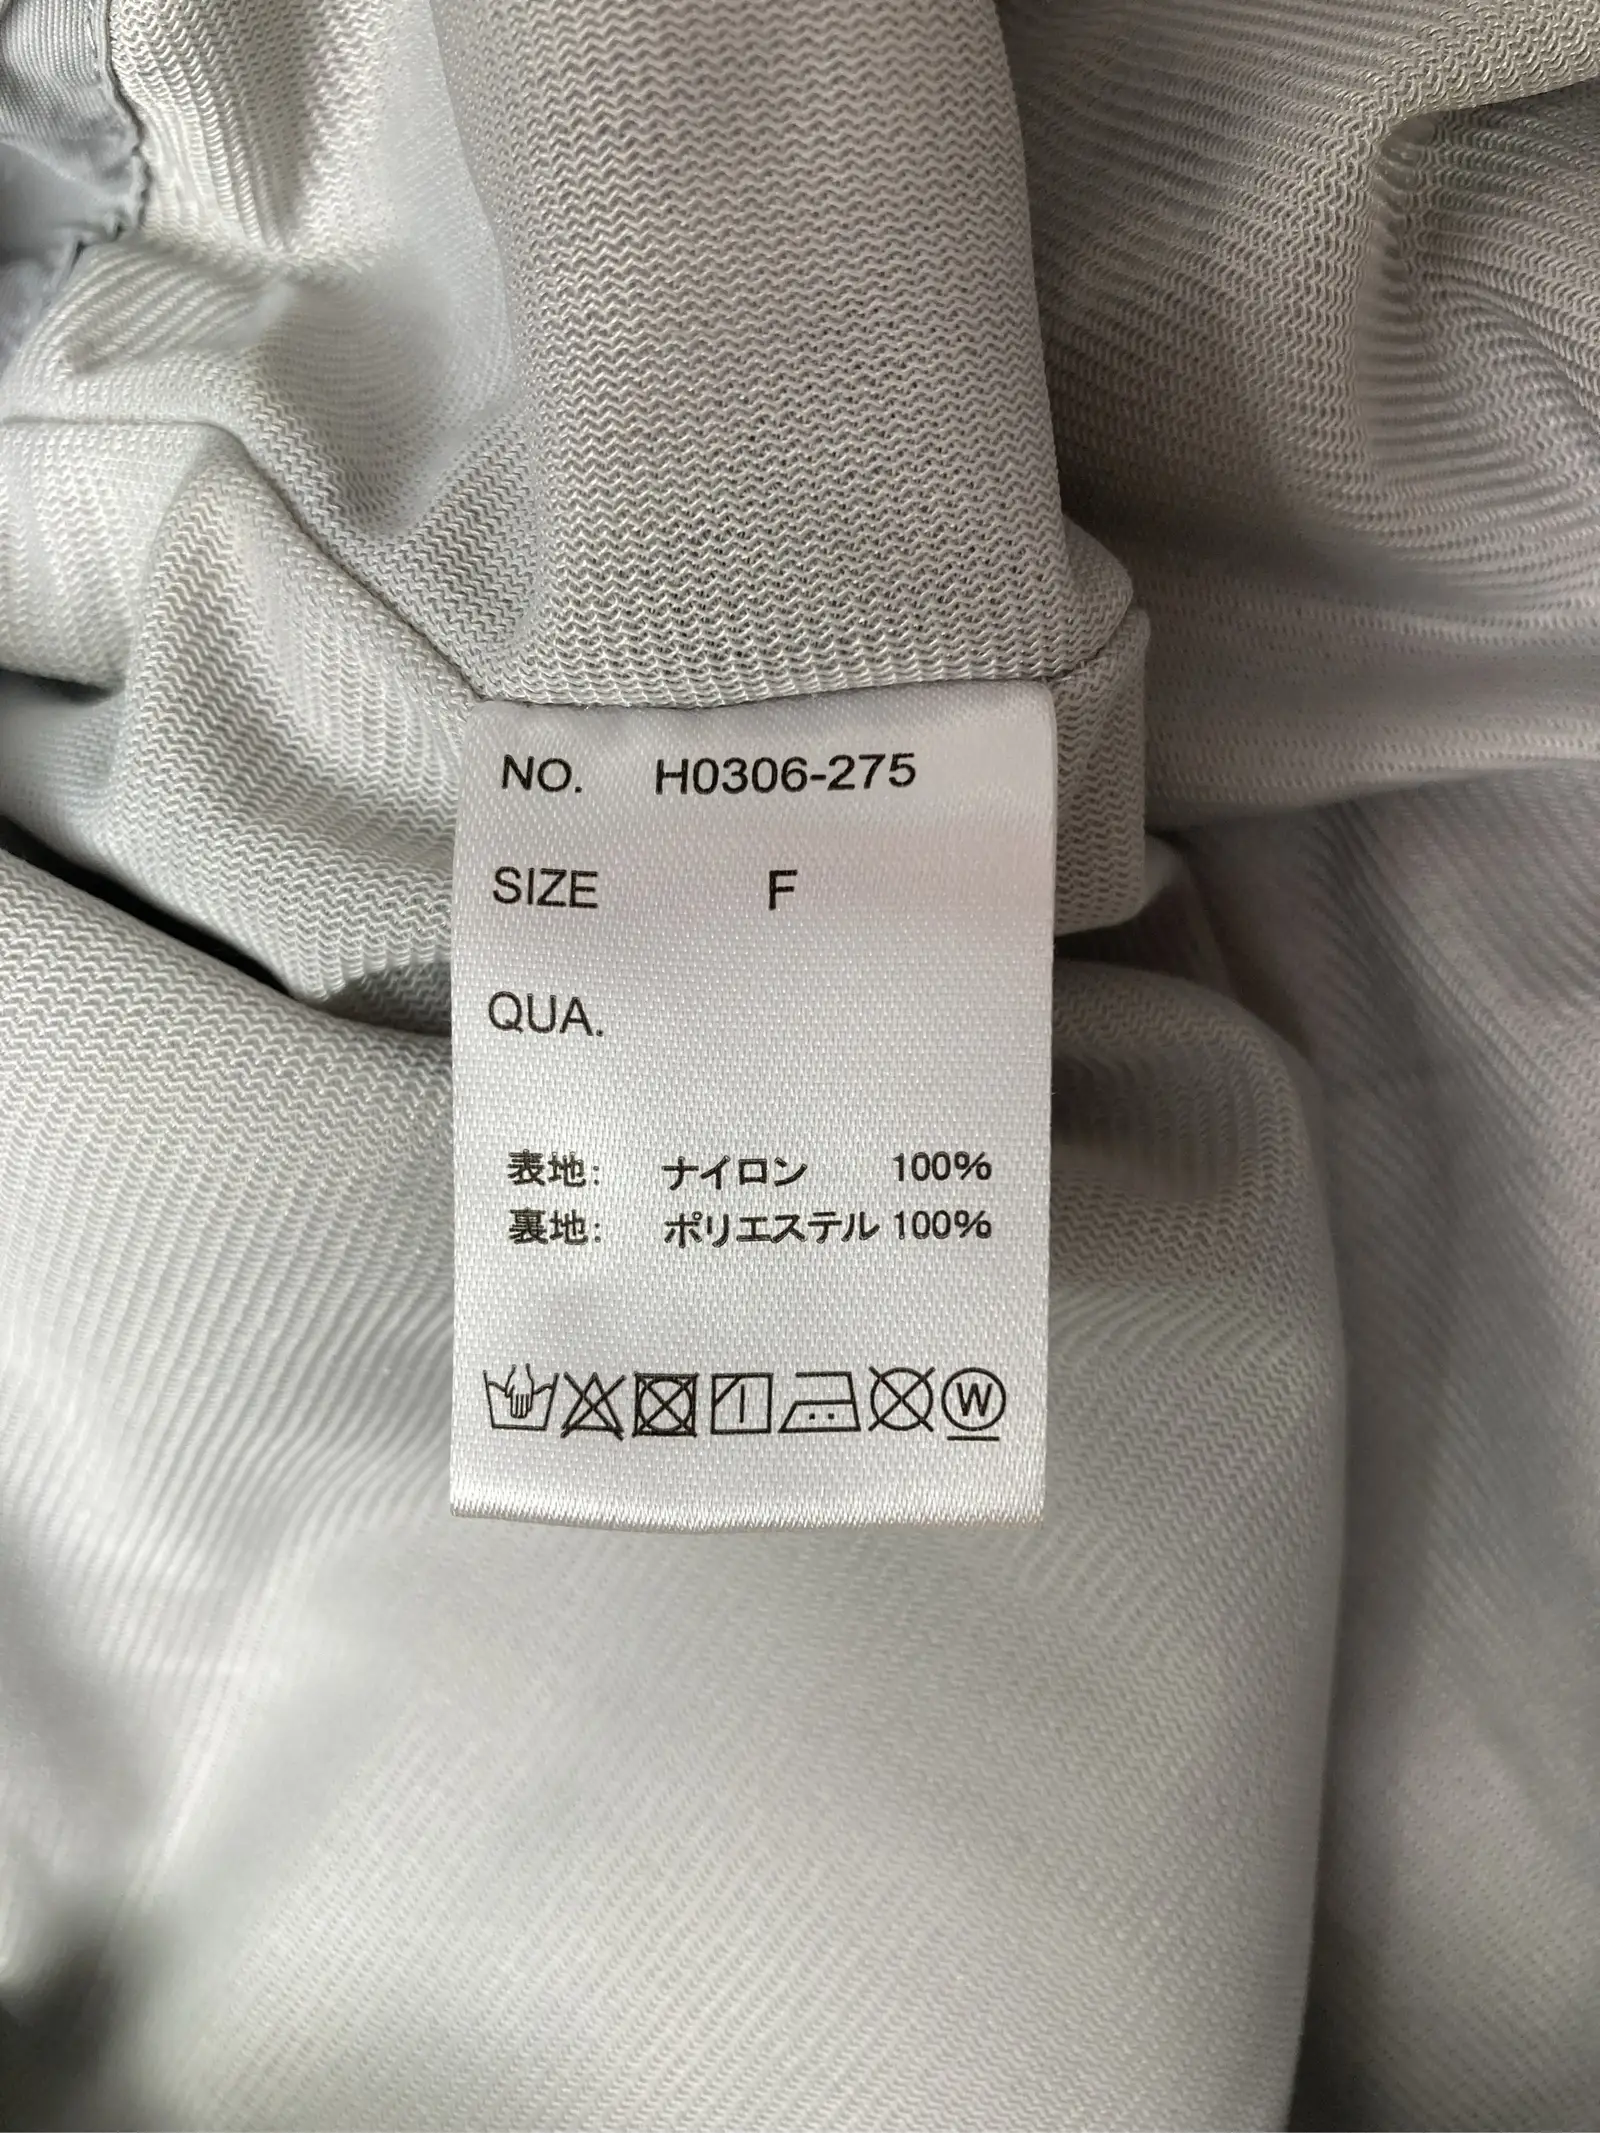 NO. H0306-275
SIZE F
QUA.
表地: ナイロン 100%
裏地: ポリエステル 100%
W